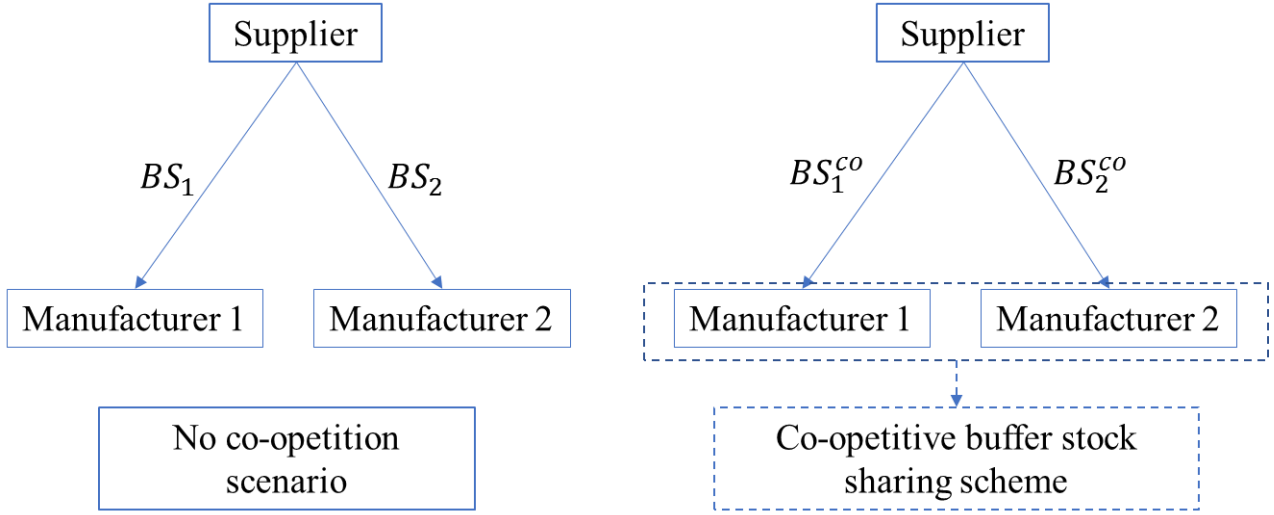 Supplier
BS₁
BS₂
Manufacturer 1
Manufacturer 2
No co-opetition
scenario
Supplier
BS₁ᶜᵒ
BS₂ᶜᵒ
Manufacturer 1
Manufacturer 2
Co-opetitive buffer stock
sharing scheme